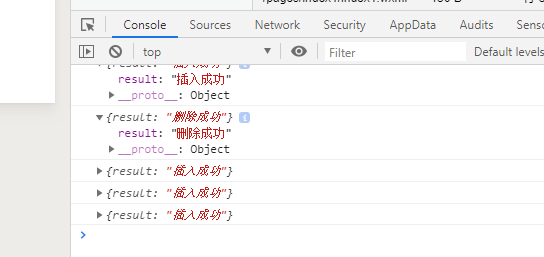 Console Sources Network Security AppData Audits Sensor
top Filter Default levels
{result: "插入成功"}
result: "插入成功"
__proto__: Object
{result: "删除成功"}
result: "删除成功"
__proto__: Object
{result: "插入成功"}
{result: "插入成功"}
{result: "插入成功"}